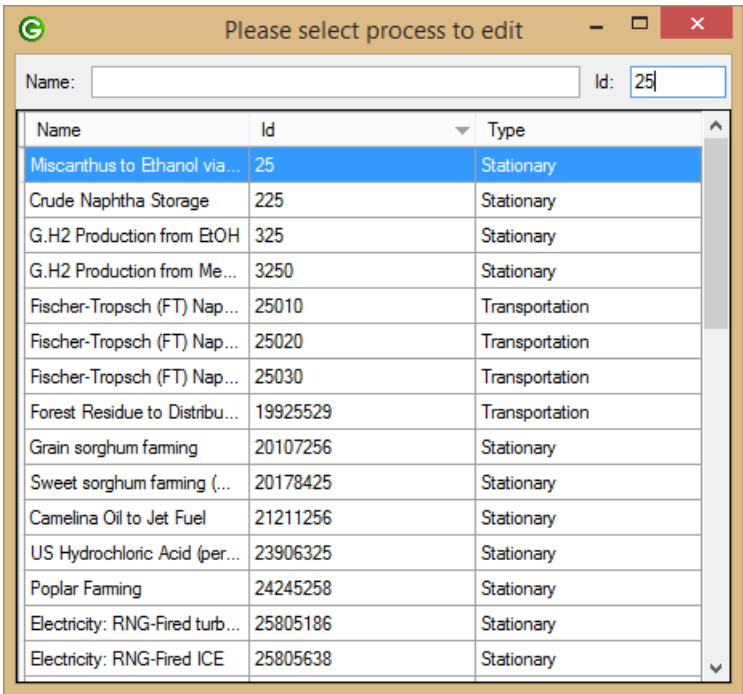 Please select process to edit
Name: Id: 25
Name Id Type
Miscanthus to Ethanol via... 25 Stationary
Crude Naphtha Storage 225 Stationary
G.H2 Production from EtOH 325 Stationary
G.H2 Production from Me... 3250 Stationary
Fischer-Tropsch (FT) Nap... 25010 Transportation
Fischer-Tropsch (FT) Nap... 25020 Transportation
Fischer-Tropsch (FT) Nap... 25030 Transportation
Forest Residue to Distribu... 19925529 Transportation
Grain sorghum farming 20107256 Stationary
Sweet sorghum farming (... 20178425 Stationary
Camelina Oil to Jet Fuel 21211256 Stationary
US Hydrochloric Acid (per... 23906325 Stationary
Poplar Farming 24245258 Stationary
Electricity: RNG-Fired turb... 25805186 Stationary
Electricity: RNG-Fired ICE 25805638 Stationary